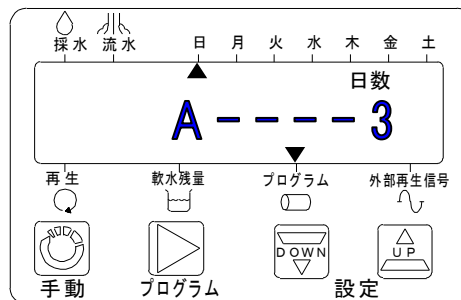 採水 流水 日 月 火 水 木 金 土
日数
A----3
再生 軟水残量 プログラム 外部再生信号
DOWN UP
手動 プログラム 設定